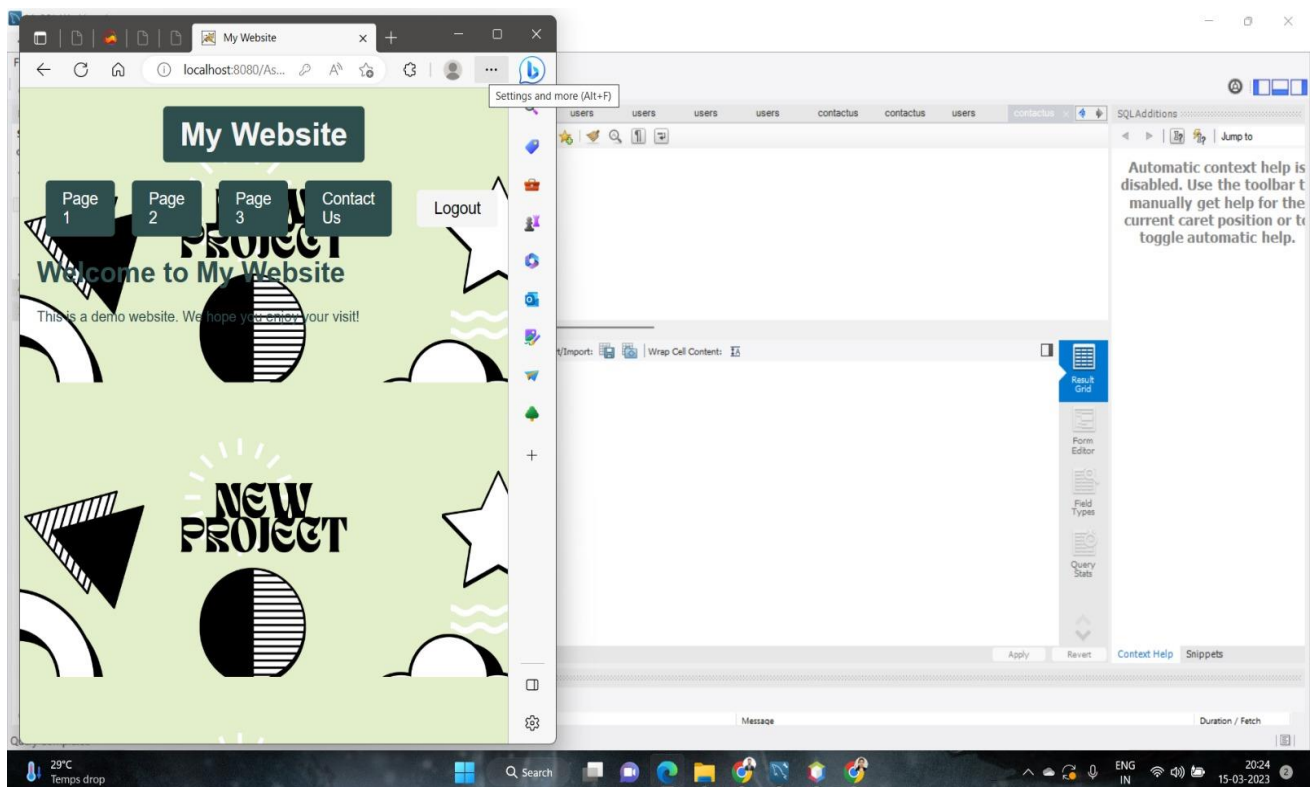 My Website
localhost:8080/As...
Settings and more (Alt+F)
My Website
Page
1
Page
2
Page
3
Contact
Us
Logout
NEW
PROJECT
Welcome to My Website
This is a demo website. We hope you enjoy your visit!
NEW
PROJECT
users
users
users
users
contactus
contactus
users
contactus
SQLAdditions
Jump to
Automatic context help is
disabled. Use the toolbar t
manually get help for the
current caret position or to
toggle automatic help.
t/Import:
Wrap Cell Content:
Result
Grid
Form
Editor
Field
Types
Query
Stats
Apply
Revert
Context Help
Snippets
Message
Duration / Fetch
29°C
Temps drop
Search
ENG
IN
20:24
15-03-2023
2